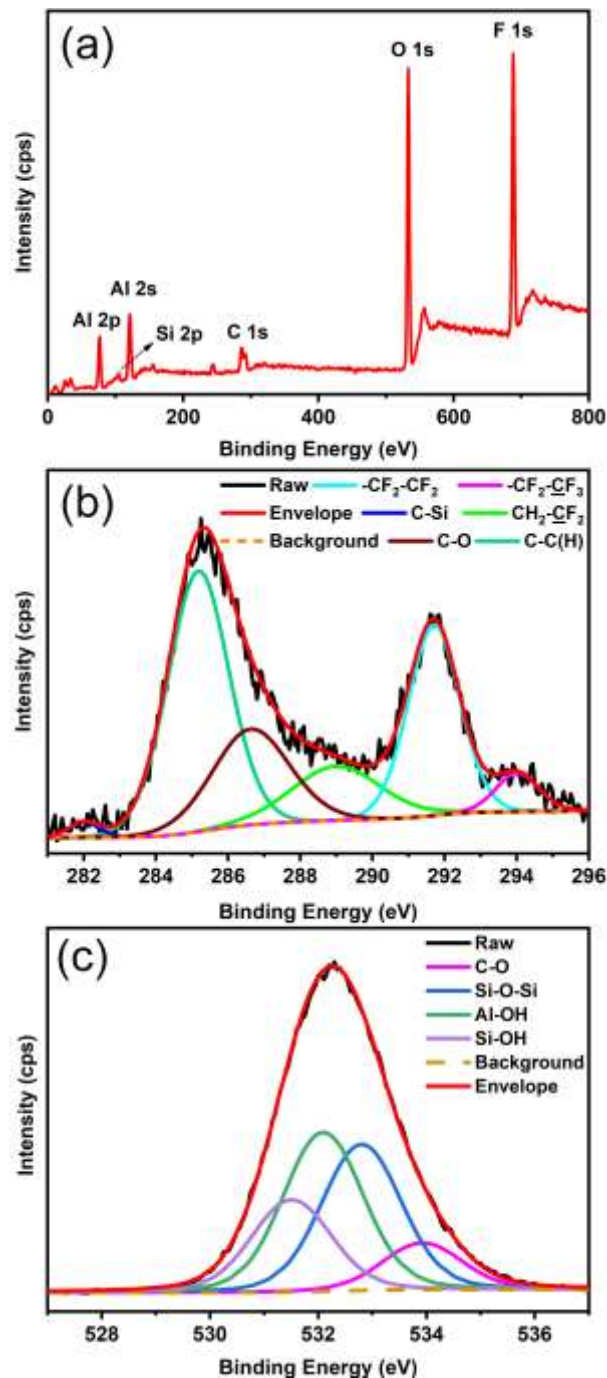 (a)
F 1s
O 1s
Al 2s
Al 2p
Si 2p
C 1s
Intensity (cps)
0 200 400 600 800
Binding Energy (eV)
(b)
Raw -CF₂-CF₂ -CF₂-CF₃
Envelope C-Si CH₂-CF₂
Background C-O C-C(H)
Intensity (cps)
282 284 286 288 290 292 294 296
Binding Energy (eV)
(c)
Raw
C-O
Si-O-Si
Al-OH
Si-OH
Background
Envelope
Intensity (cps)
528 530 532 534 536
Binding Energy (eV)